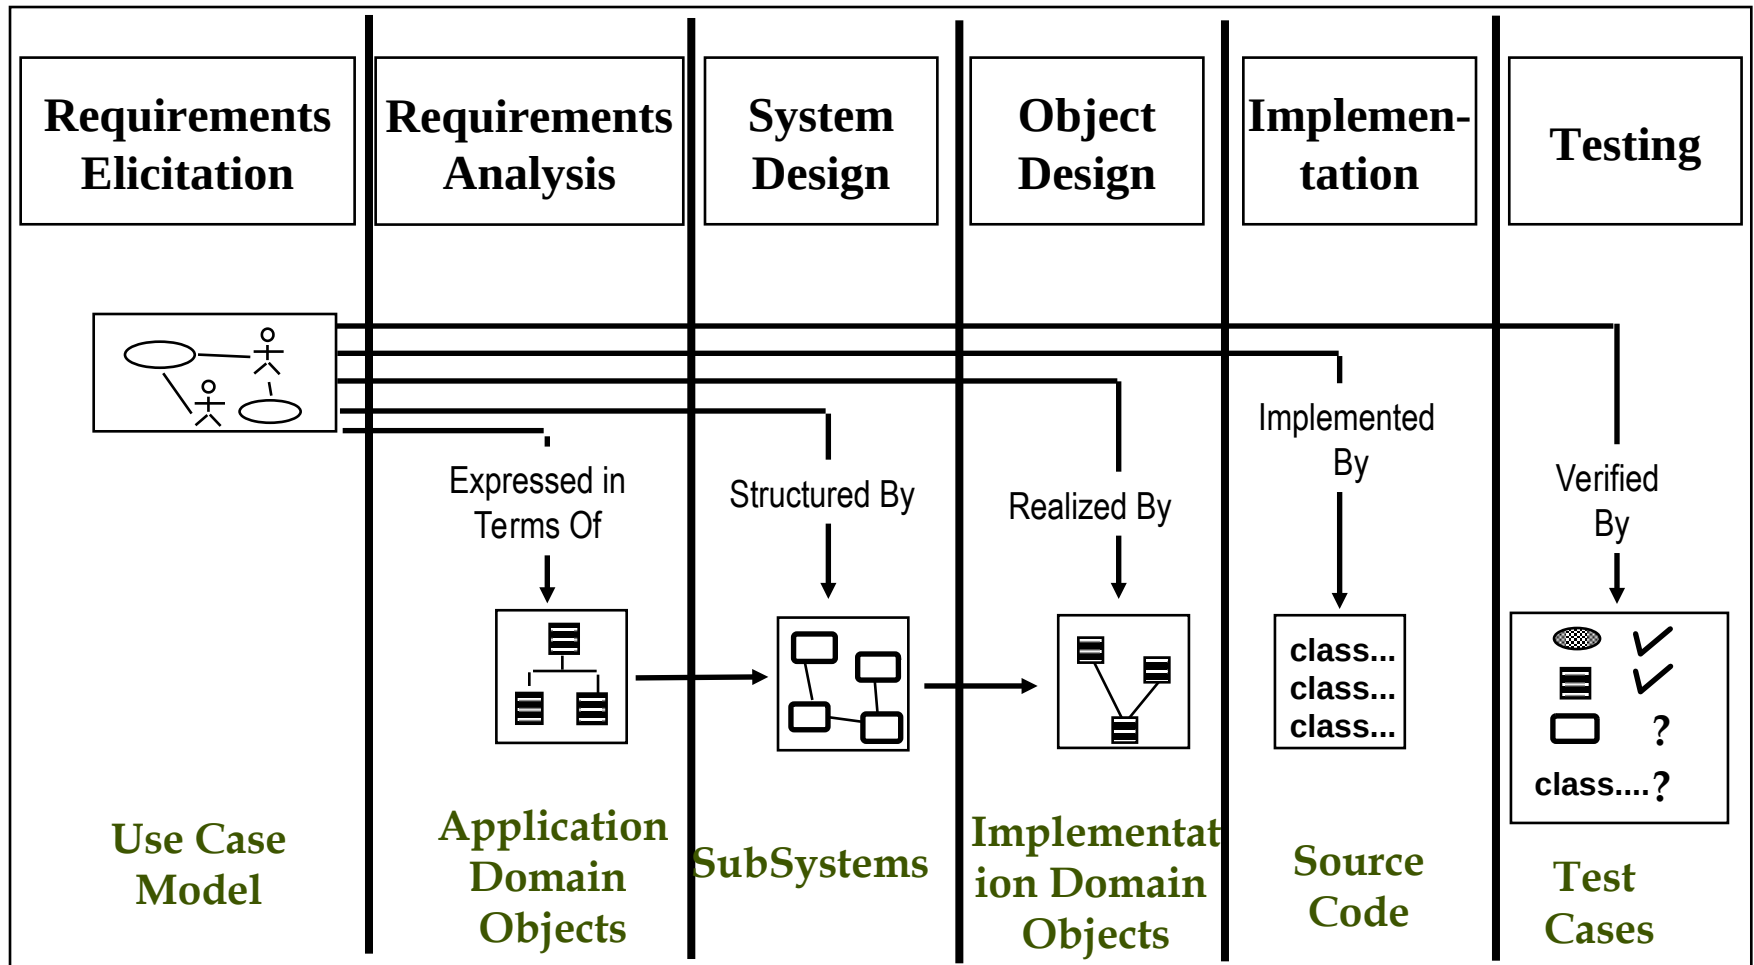 Requirements
Elicitation
Requirements
Analysis
System
Design
Object
Design
Implemen-
tation
Testing
Expressed in
Terms Of
Structured By
Realized By
Implemented
By
Verified
By
class...
class...
class...
?
class....?
Use Case
Model
Application
Domain
Objects
SubSystems
Implementat
ion Domain
Objects
Source
Code
Test
Cases